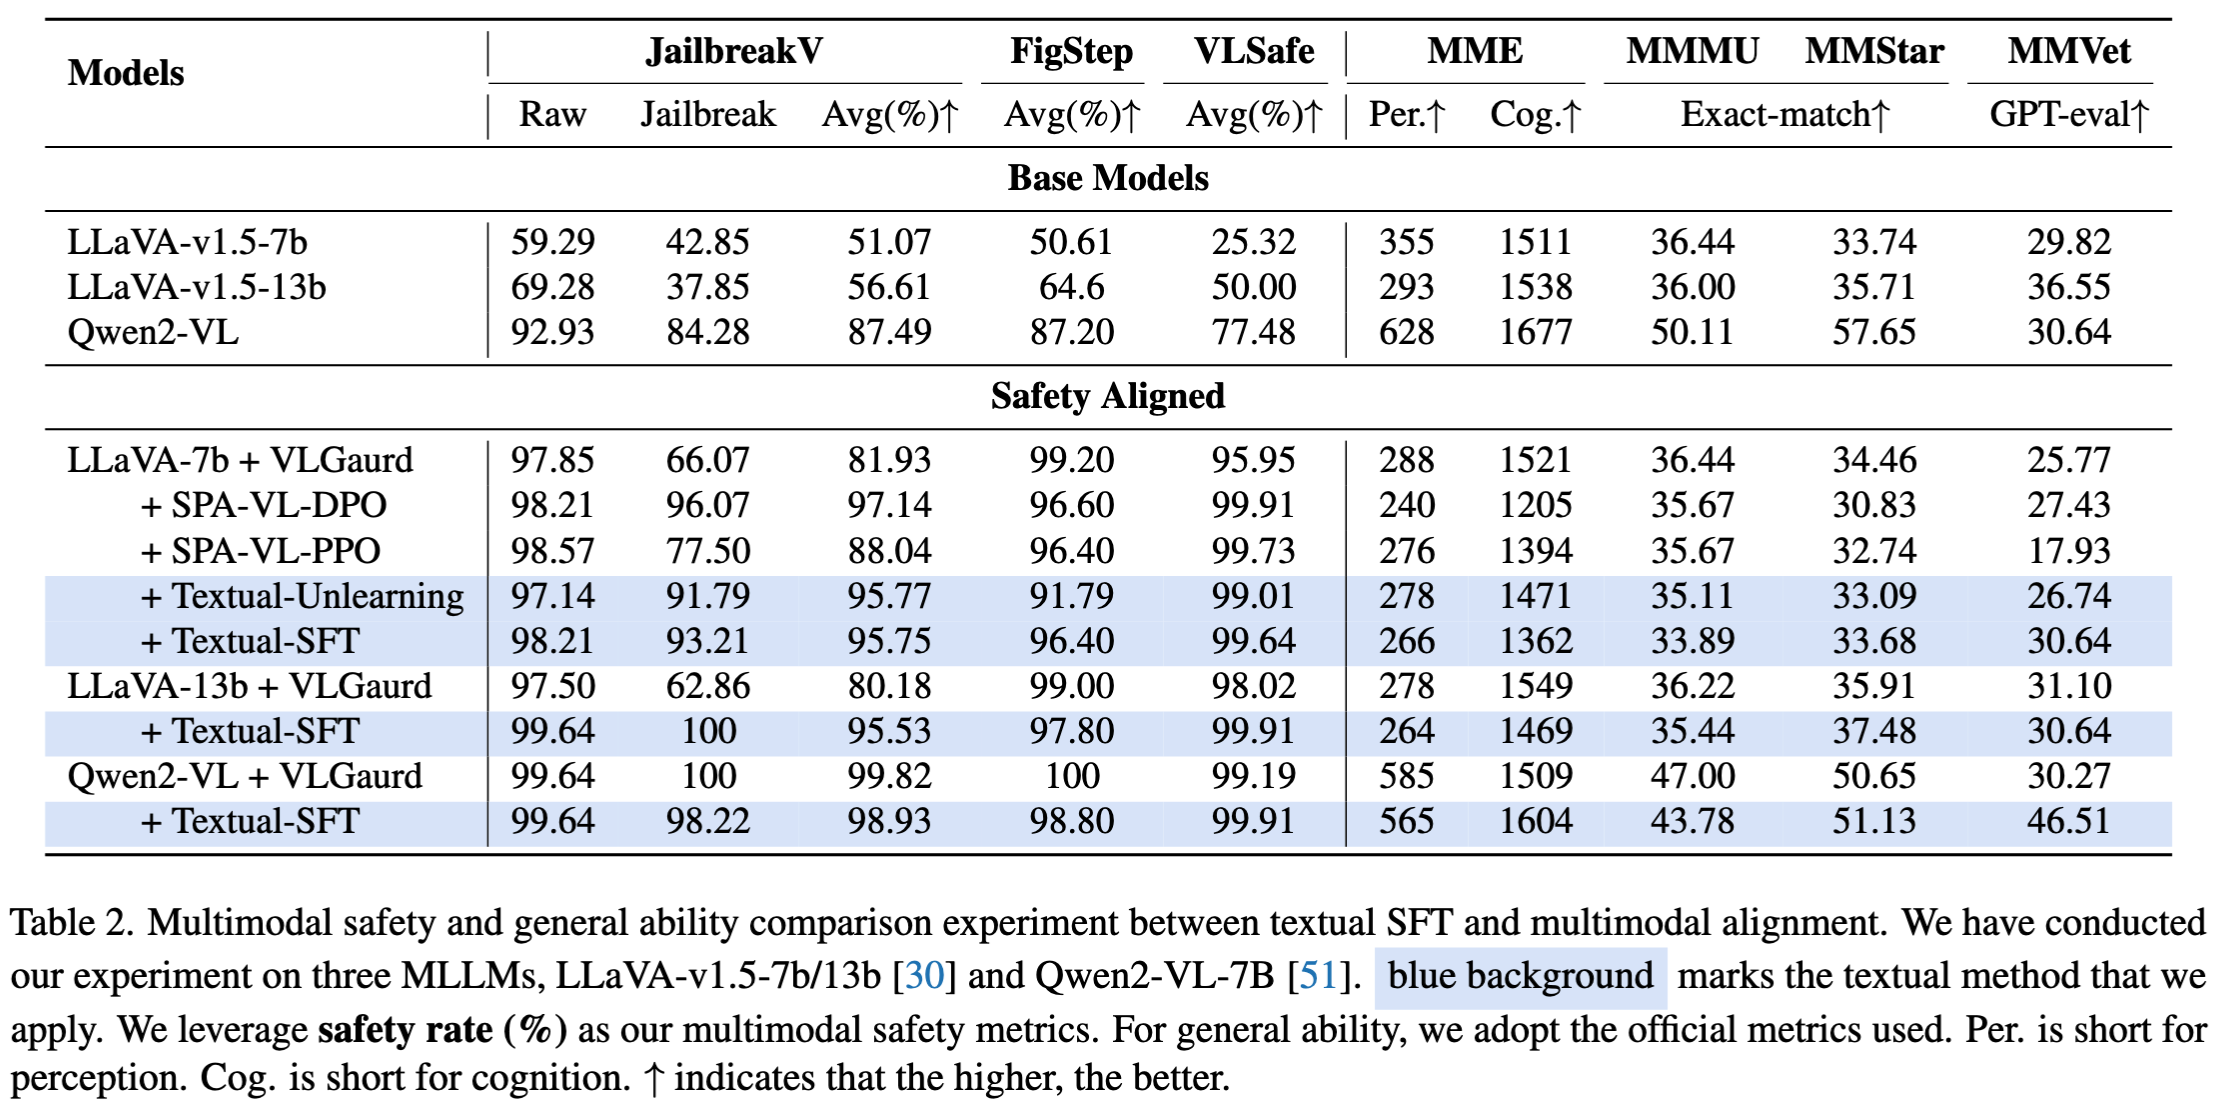 Models JailbreakV FigStep VLSafe MME MMMU MMStar MMVet
Raw Jailbreak Avg(%)↑ Avg(%)↑ Avg(%)↑ Per.↑ Cog.↑ Exact-match↑ GPT-eval↑
Base Models
LLaVA-v1.5-7b 59.29 42.85 51.07 50.61 25.32 355 1511 36.44 33.74 29.82
LLaVA-v1.5-13b 69.28 37.85 56.61 64.6 50.00 293 1538 36.00 35.71 36.55
Qwen2-VL 92.93 84.28 87.49 87.20 77.48 628 1677 50.11 57.65 30.64
Safety Aligned
LLaVA-7b + VLGaurd 97.85 66.07 81.93 99.20 95.95 288 1521 36.44 34.46 25.77
+ SPA-VL-DPO 98.21 96.07 97.14 96.60 99.91 240 1205 35.67 30.83 27.43
+ SPA-VL-PPO 98.57 77.50 88.04 96.40 99.73 276 1394 35.67 32.74 17.93
+ Textual-Unlearning 97.14 91.79 95.77 91.79 99.01 278 1471 35.11 33.09 26.74
+ Textual-SFT 98.21 93.21 95.75 96.40 99.64 266 1362 33.89 33.68 30.64
LLaVA-13b + VLGaurd 97.50 62.86 80.18 99.00 98.02 278 1549 36.22 35.91 31.10
+ Textual-SFT 99.64 100 95.53 97.80 99.91 264 1469 35.44 37.48 30.64
Qwen2-VL + VLGaurd 99.64 100 99.82 100 99.19 585 1509 47.00 50.65 30.27
+ Textual-SFT 99.64 98.22 98.93 98.80 99.91 565 1604 43.78 51.13 46.51
Table 2. Multimodal safety and general ability comparison experiment between textual SFT and multimodal alignment. We have conducted
our experiment on three MLLMs, LLaVA-v1.5-7b/13b [30] and Qwen2-VL-7B [51]. blue background marks the textual method that we
apply. We leverage safety rate (%) as our multimodal safety metrics. For general ability, we adopt the official metrics used. Per. is short for
perception. Cog. is short for cognition. ↑ indicates that the higher, the better.